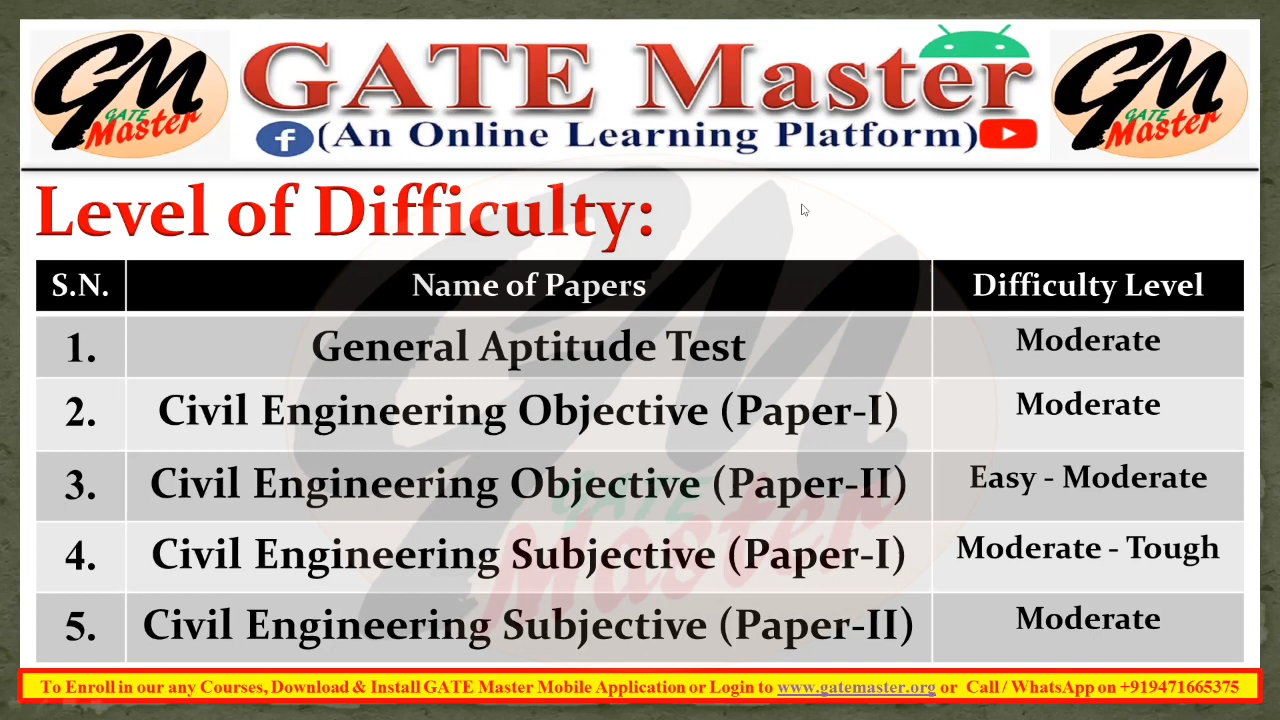 GM
GATE
Master
GATE Master
(An Online Learning Platform)
GM
GATE
Master
Level of Difficulty:
S.N. Name of Papers Difficulty Level
1. General Aptitude Test Moderate
2. Civil Engineering Objective (Paper-I) Moderate
3. Civil Engineering Objective (Paper-II) Easy - Moderate
4. Civil Engineering Subjective (Paper-I) Moderate - Tough
5. Civil Engineering Subjective (Paper-II) Moderate
GM
GATE
Master
To Enroll in our any Courses, Download & Install GATE Master Mobile Application or Login to www.gatemaster.org or Call / WhatsApp on +919471665375